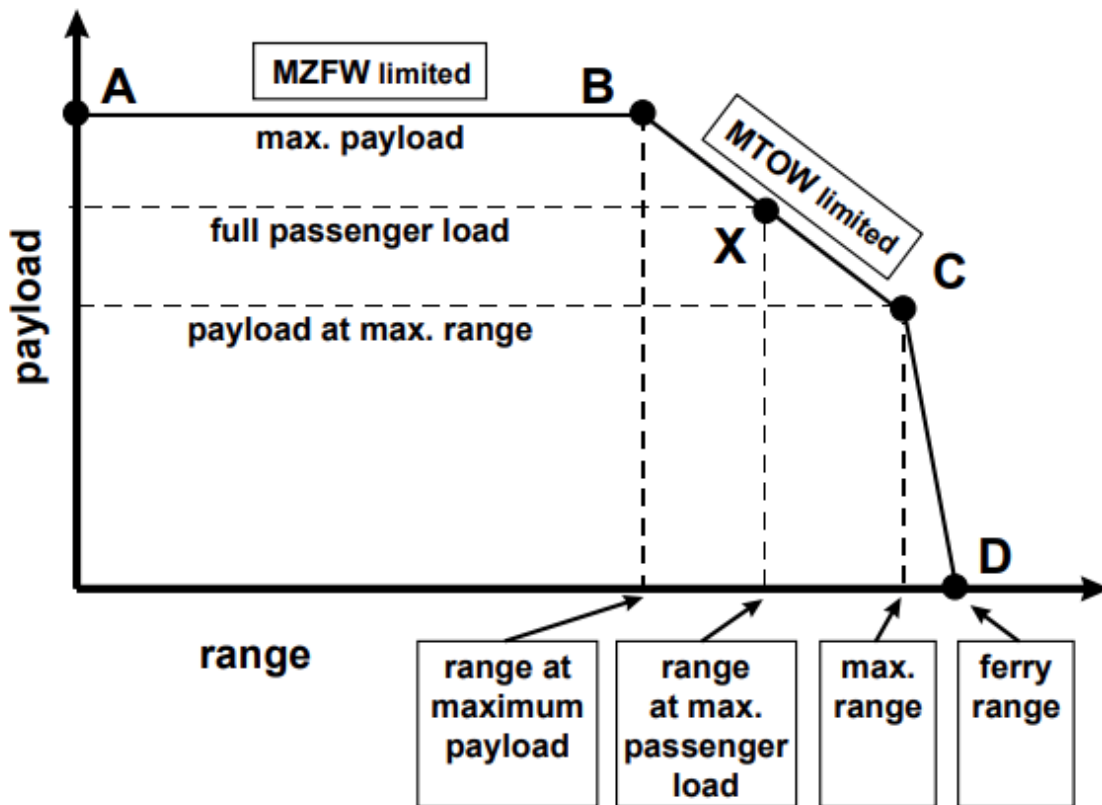 A
MZFW limited
B
max. payload
MTOW limited
full passenger load
X
C
payload at max. range
payload
D
range
range at
maximum
payload
range
at max.
passenger
load
max.
range
ferry
range